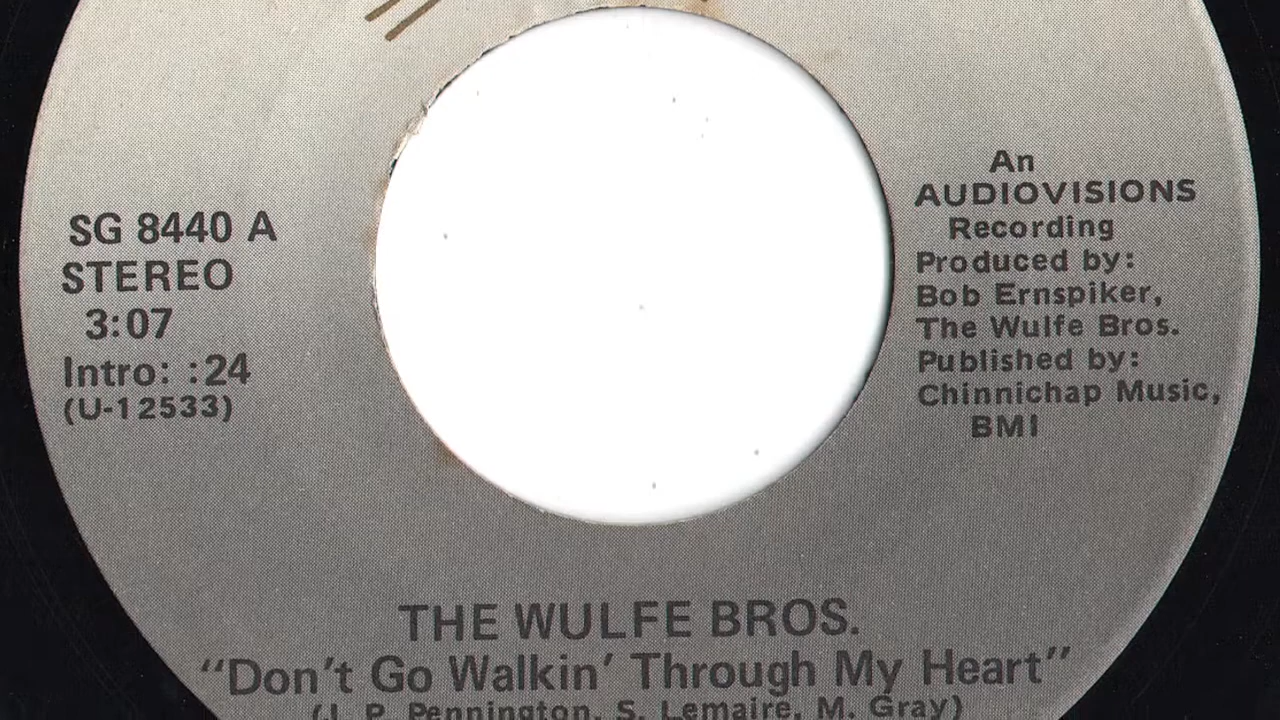 SG 8440 A
STEREO
3:07
Intro: :24
(U-12533)
An
AUDIOVISIONS
Recording
Produced by:
Bob Ernspiker,
The Wulfe Bros.
Published by:
Chinnichap Music,
BMI
THE WULFE BROS.
“Don’t Go Walkin’ Through My Heart”
(J. P. Pennington, S. Lemaire, M. Gray)